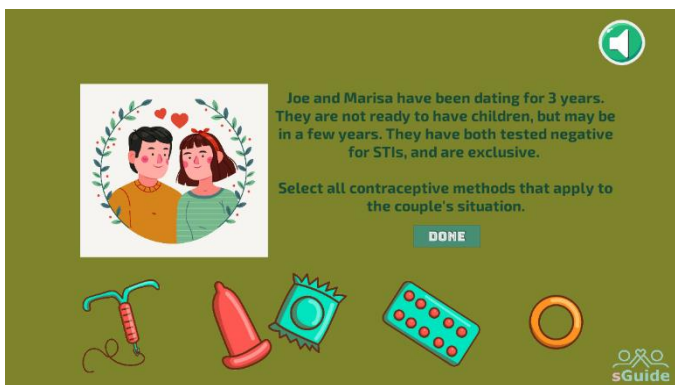 Joe and Marisa have been dating for 3 years.
They are not ready to have children, but may be
in a few years. They have both tested negative
for STIs, and are exclusive.
Select all contraceptive methods that apply to
the couple's situation.
DONE
sGuide